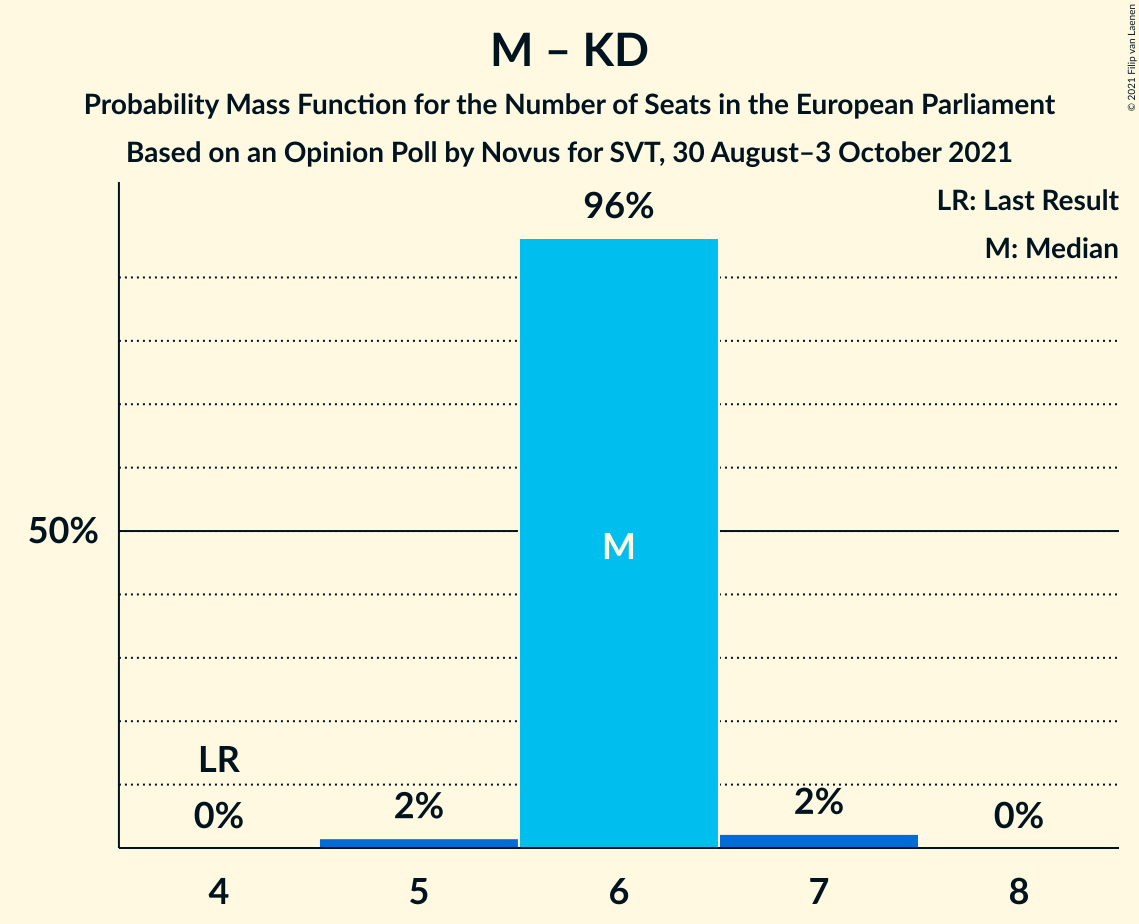 M – KD
Probability Mass Function for the Number of Seats in the European Parliament
Based on an Opinion Poll by Novus for SVT, 30 August–3 October 2021
© 2021 Filip van Laenen
LR: Last Result
M: Median
96%
50%
M
LR
0%
2%
2%
0%
4
5
6
7
8